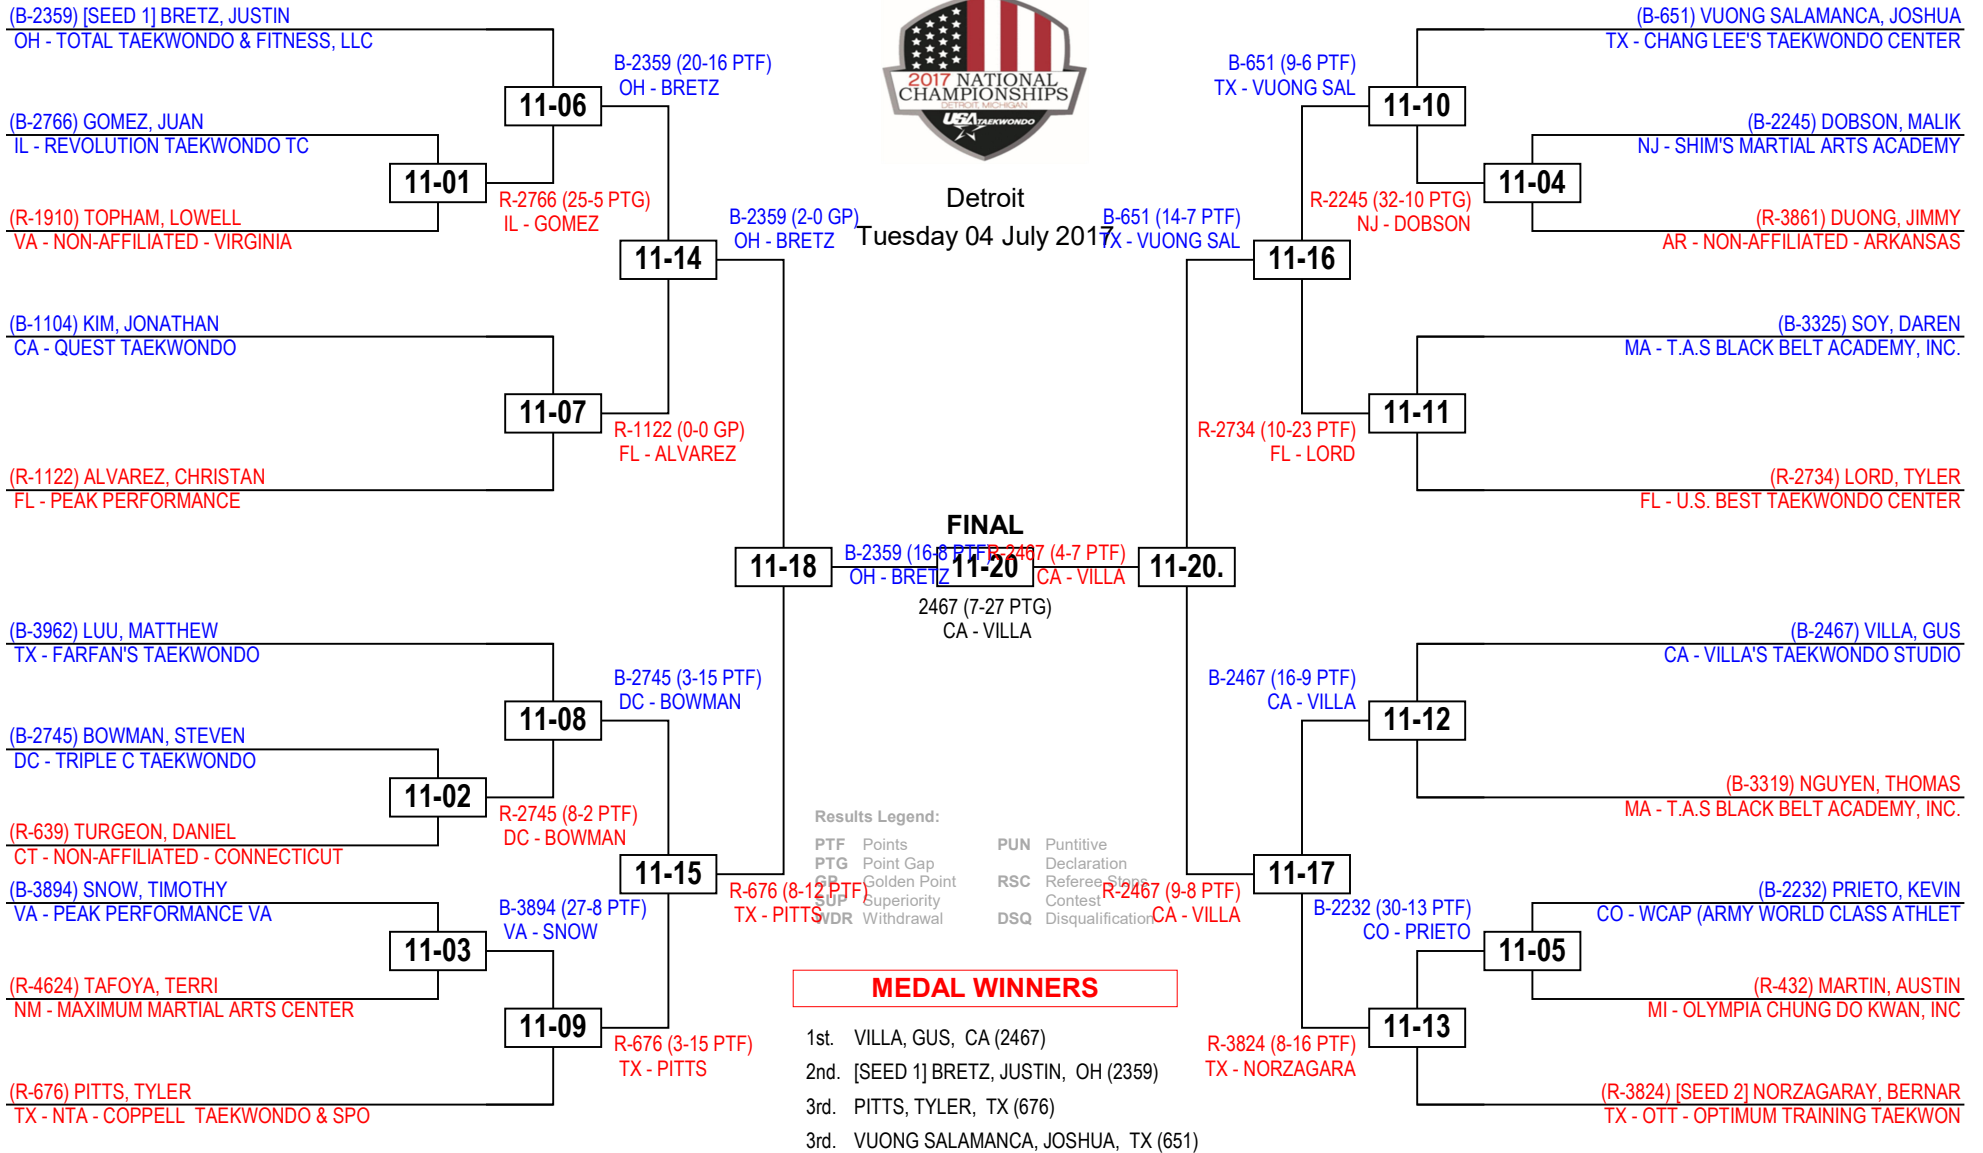 (B-2359) [SEED 1] BRETZ, JUSTIN
OH - TOTAL TAEKWONDO & FITNESS, LLC
B-2359 (20-16 PTF)
OH - BRETZ
11-06
(B-2766) GOMEZ, JUAN
IL - REVOLUTION TAEKWONDO TC
11-01
R-2766 (25-5 PTG)
IL - GOMEZ
(R-1910) TOPHAM, LOWELL
VA - NON-AFFILIATED - VIRGINIA
11-14
B-2359 (2-0 GP)
OH - BRETZ
(B-1104) KIM, JONATHAN
CA - QUEST TAEKWONDO
11-07
R-1122 (0-0 GP)
FL - ALVAREZ
(R-1122) ALVAREZ, CHRISTAN
FL - PEAK PERFORMANCE
11-18
B-2359 (16-8 PTF)
OH - BRETZ
(B-3962) LUU, MATTHEW
TX - FARFAN'S TAEKWONDO
B-2745 (3-15 PTF)
DC - BOWMAN
11-08
(B-2745) BOWMAN, STEVEN
DC - TRIPLE C TAEKWONDO
11-02
R-2745 (8-2 PTF)
DC - BOWMAN
(R-639) TURGEON, DANIEL
CT - NON-AFFILIATED - CONNECTICUT
11-15
R-676 (8-12 PTF)
TX - PITTS
(B-3894) SNOW, TIMOTHY
VA - PEAK PERFORMANCE VA
B-3894 (27-8 PTF)
VA - SNOW
11-03
(R-4624) TAFOYA, TERRI
NM - MAXIMUM MARTIAL ARTS CENTER
11-09
R-676 (3-15 PTF)
TX - PITTS
(R-676) PITTS, TYLER
TX - NTA - COPPELL TAEKWONDO & SPO
2017 NATIONAL
CHAMPIONSHIPS
DETROIT, MICHIGAN
USA TAEKWONDO
Detroit
Tuesday 04 July 2017
FINAL
11-20
2467 (7-27 PTG)
CA - VILLA
Results Legend:
PTF Points
PTG Point Gap
GP Golden Point
SUP Superiority
WDR Withdrawal
PUN Puntitive
Declaration
RSC Referee Stops
Contest
DSQ Disqualification
MEDAL WINNERS
1st. VILLA, GUS, CA (2467)
2nd. [SEED 1] BRETZ, JUSTIN, OH (2359)
3rd. PITTS, TYLER, TX (676)
3rd. VUONG SALAMANCA, JOSHUA, TX (651)
(B-651) VUONG SALAMANCA, JOSHUA
TX - CHANG LEE'S TAEKWONDO CENTER
B-651 (9-6 PTF)
TX - VUONG SAL
11-10
(B-2245) DOBSON, MALIK
NJ - SHIM'S MARTIAL ARTS ACADEMY
11-04
R-2245 (32-10 PTG)
NJ - DOBSON
(R-3861) DUONG, JIMMY
AR - NON-AFFILIATED - ARKANSAS
B-651 (14-7 PTF)
TX - VUONG SAL
11-16
(B-3325) SOY, DAREN
MA - T.A.S BLACK BELT ACADEMY, INC.
11-11
R-2734 (10-23 PTF)
FL - LORD
(R-2734) LORD, TYLER
FL - U.S. BEST TAEKWONDO CENTER
R-2467 (4-7 PTF)
CA - VILLA
11-20.
(B-2467) VILLA, GUS
CA - VILLA'S TAEKWONDO STUDIO
B-2467 (16-9 PTF)
CA - VILLA
11-12
(B-3319) NGUYEN, THOMAS
MA - T.A.S BLACK BELT ACADEMY, INC.
R-2467 (9-8 PTF)
CA - VILLA
11-17
(B-2232) PRIETO, KEVIN
CO - WCAP (ARMY WORLD CLASS ATHLET
B-2232 (30-13 PTF)
CO - PRIETO
11-05
(R-432) MARTIN, AUSTIN
MI - OLYMPIA CHUNG DO KWAN, INC
11-13
R-3824 (8-16 PTF)
TX - NORZAGARA
(R-3824) [SEED 2] NORZAGARAY, BERNAR
TX - OTT - OPTIMUM TRAINING TAEKWON